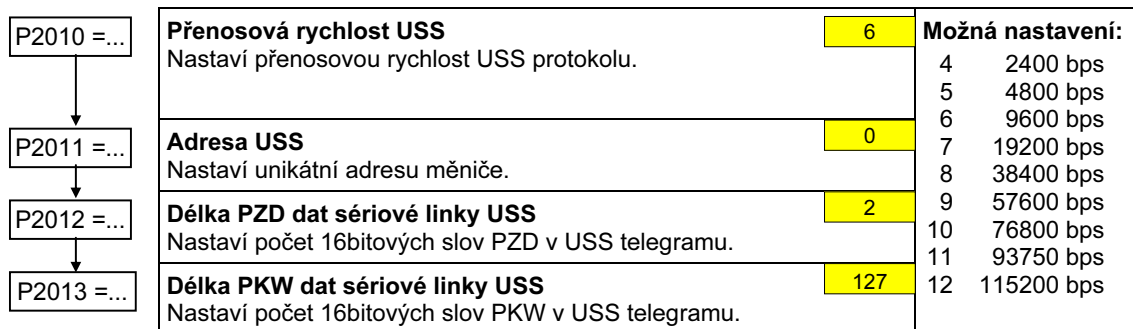 P2010 =...
Přenosová rychlost USS
6
Nastaví přenosovou rychlost USS protokolu.
P2011 =...
Adresa USS
0
Nastaví unikátní adresu měniče.
P2012 =...
Délka PZD dat sériové linky USS
2
Nastaví počet 16bitových slov PZD v USS telegramu.
P2013 =...
Délka PKW dat sériové linky USS
127
Nastaví počet 16bitových slov PKW v USS telegramu.
Možná nastavení:
4 2400 bps
5 4800 bps
6 9600 bps
7 19200 bps
8 38400 bps
9 57600 bps
10 76800 bps
11 93750 bps
12 115200 bps